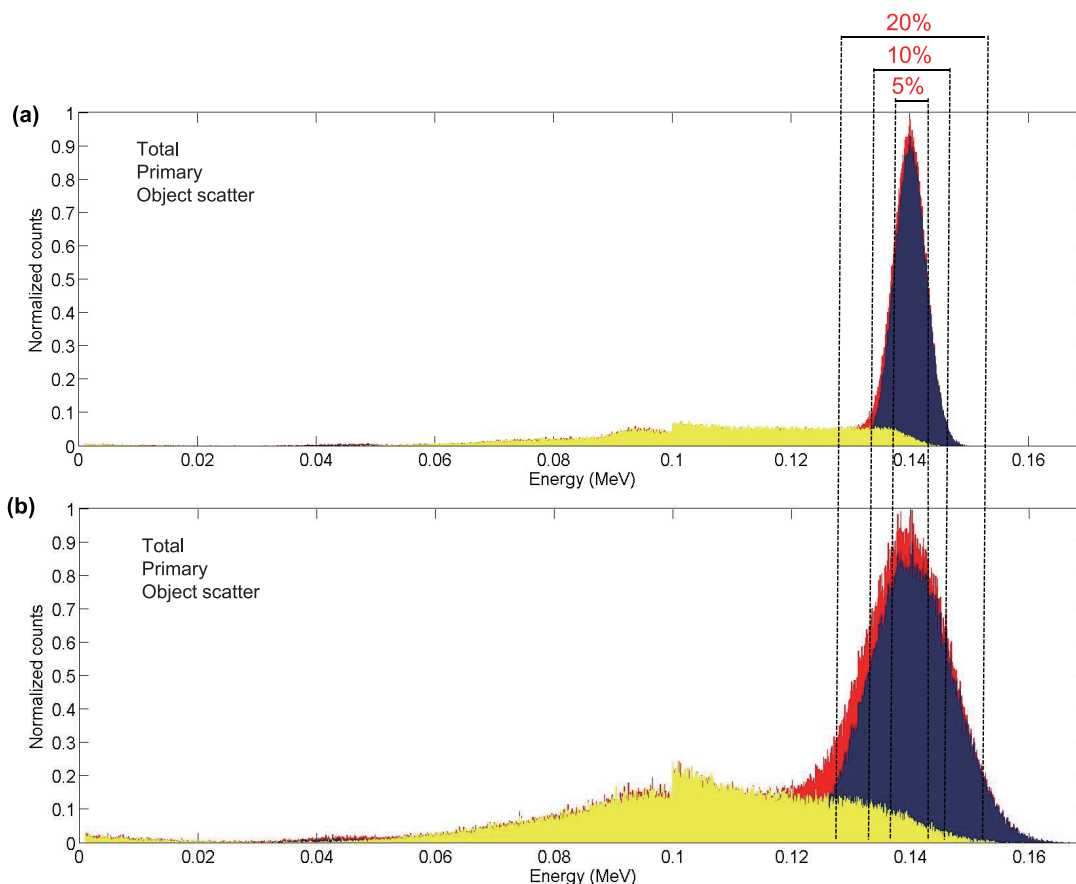 20%
10%
5%
(a)
1
0.9
0.8
0.7
0.6
0.5
0.4
0.3
0.2
0.1
0
Normalized counts
Total
Primary
Object scatter
0 0.02 0.04 0.06 0.08 0.1 0.12 0.14 0.16
Energy (MeV)
(b)
1
0.9
0.8
0.7
0.6
0.5
0.4
0.3
0.2
0.1
0
Normalized counts
Total
Primary
Object scatter
0 0.02 0.04 0.06 0.08 0.1 0.12 0.14 0.16
Energy (MeV)